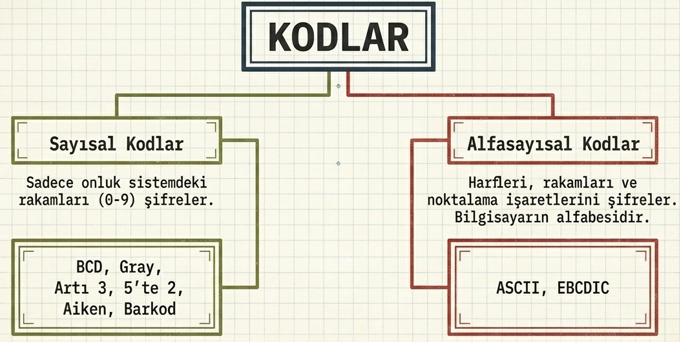 KODLAR
Sayısal Kodlar
Sadece onluk sistemdeki
rakamları (0-9) şifreler.
BCD, Gray,
Artı 3, 5’te 2,
Aiken, Barkod
Alfasayısal Kodlar
Harfleri, rakamları ve
noktalama işaretlerini şifreler.
Bilgisayarın alfabesidir.
ASCII, EBCDIC